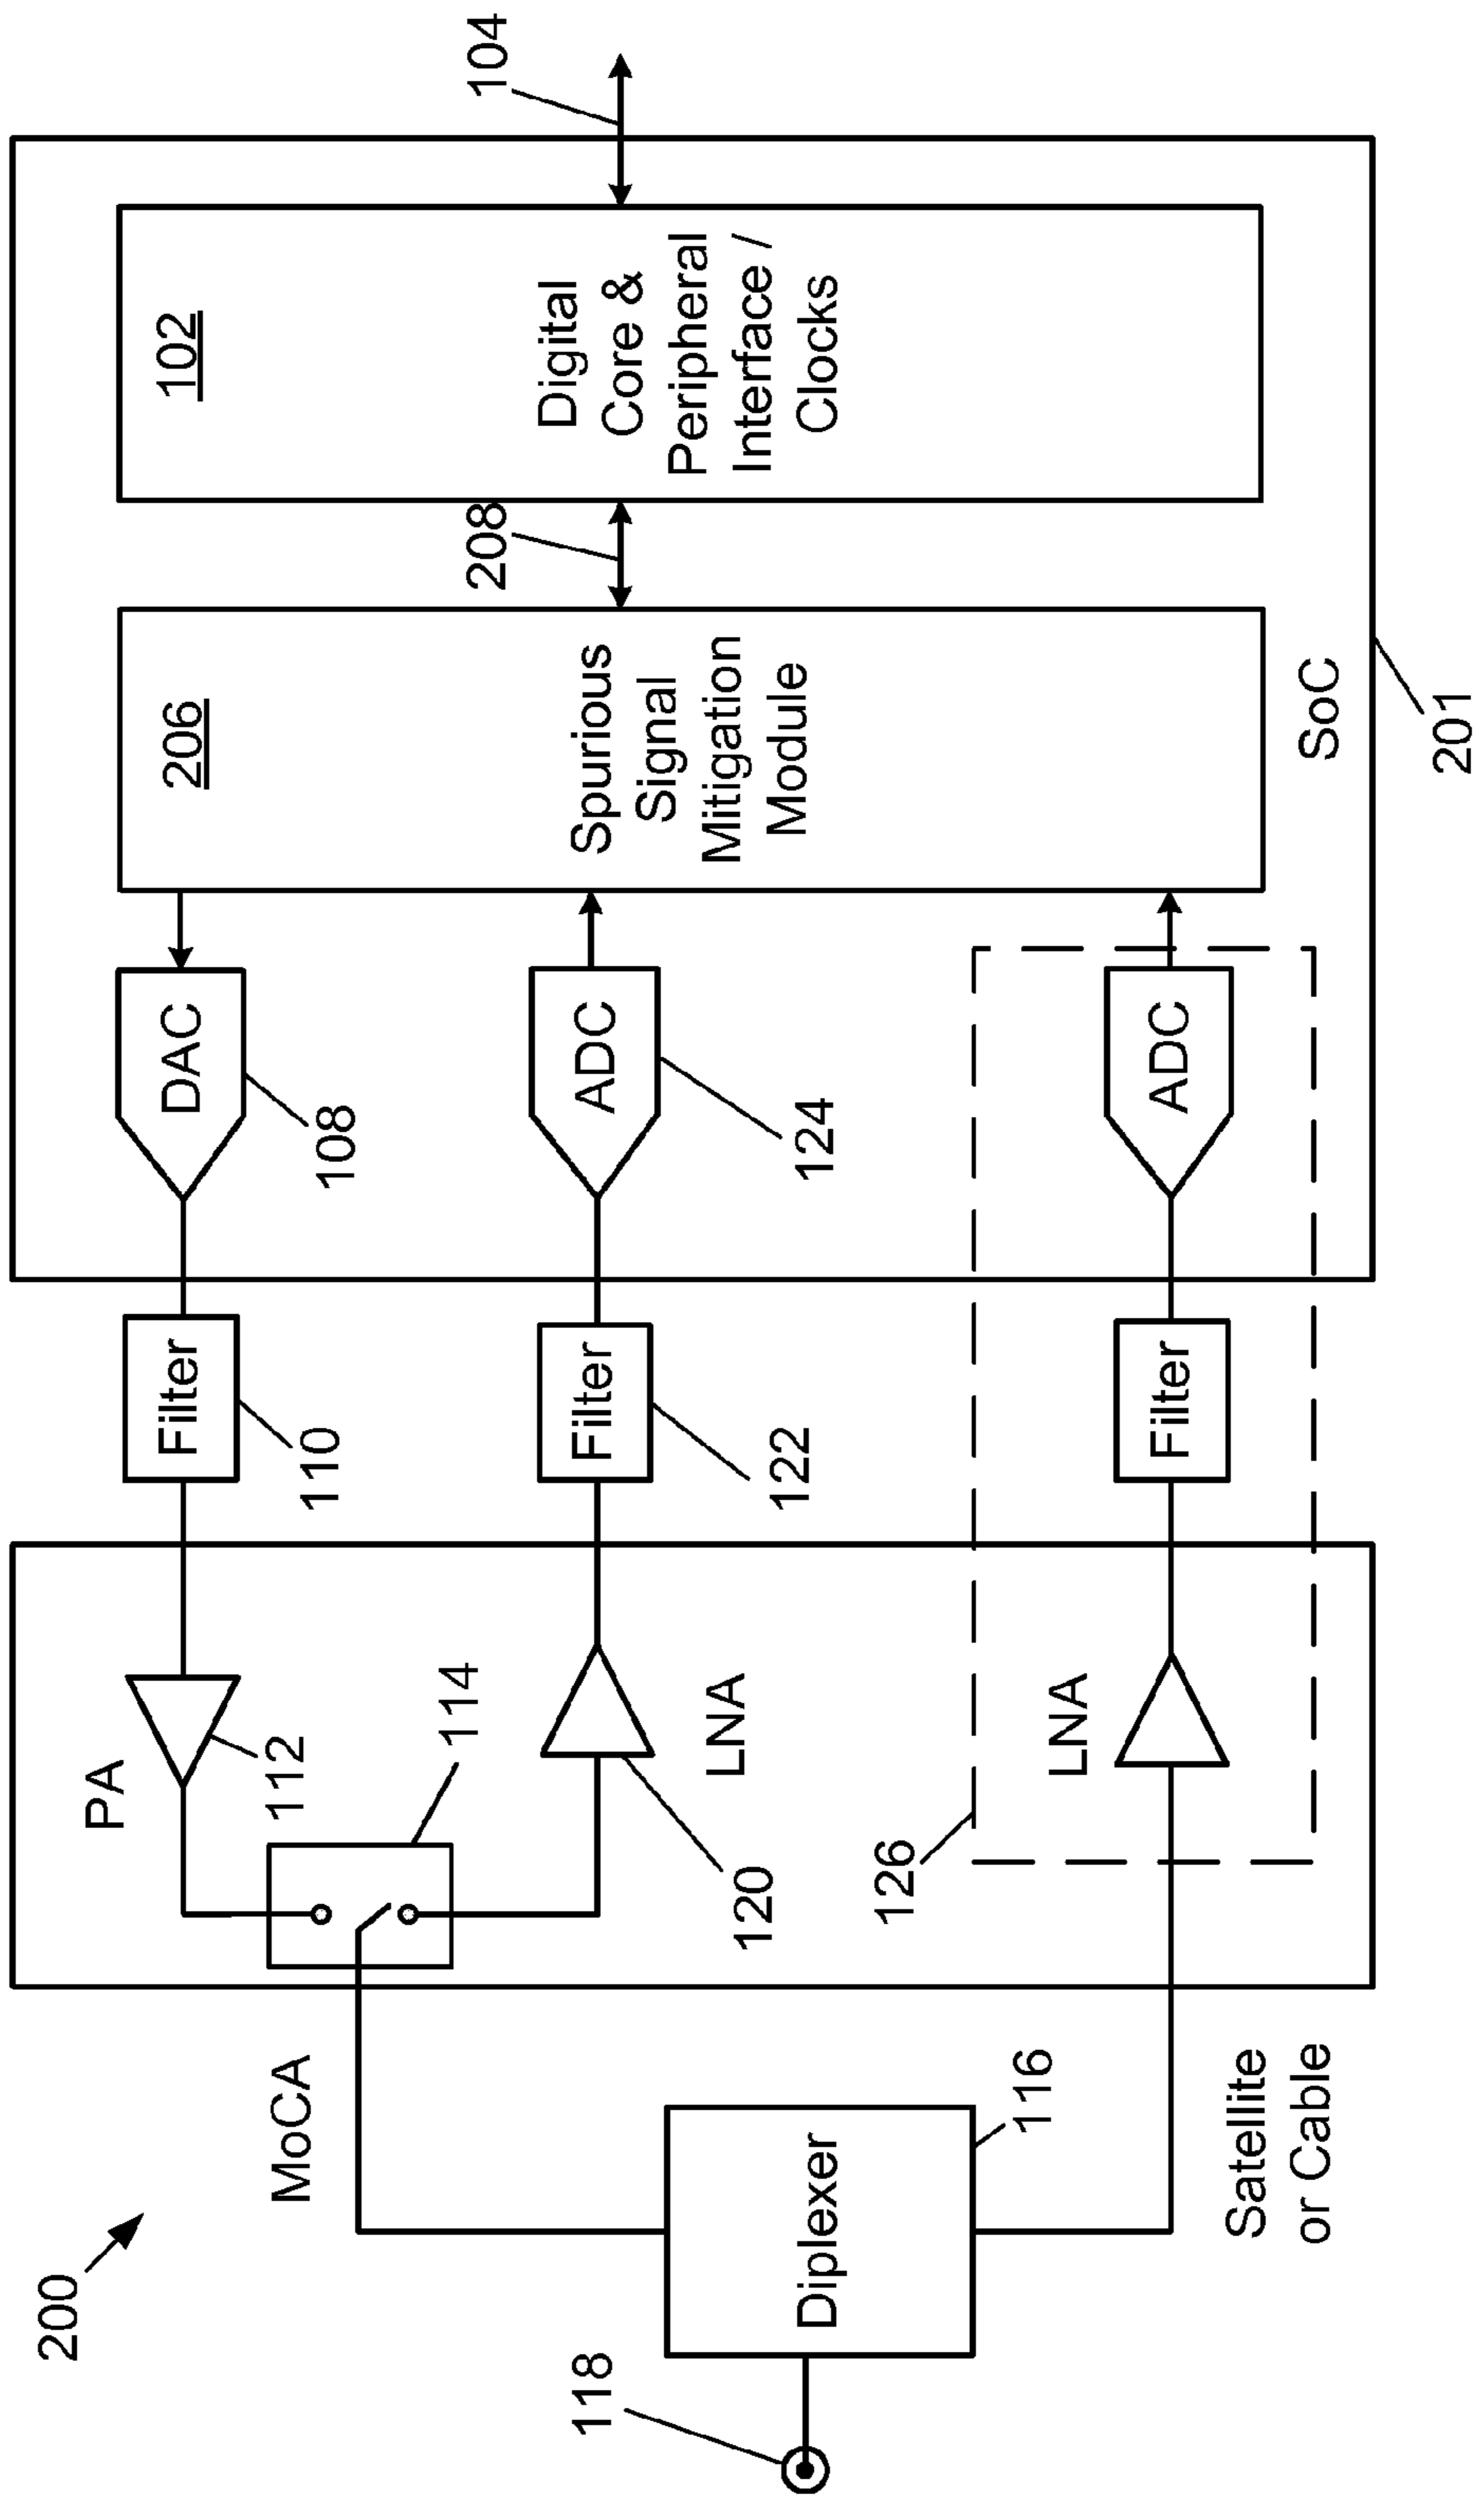 200
118
Diplexer
116
MoCA
Satellite
or Cable
PA
112
114
120
LNA
126
LNA
Filter
110
Filter
122
Filter
DAC
108
ADC
124
ADC
206
Spurious
Signal
Mitigation
Module
208
102
Digital
Core &
Peripheral
Interface /
Clocks
104
SoC
201